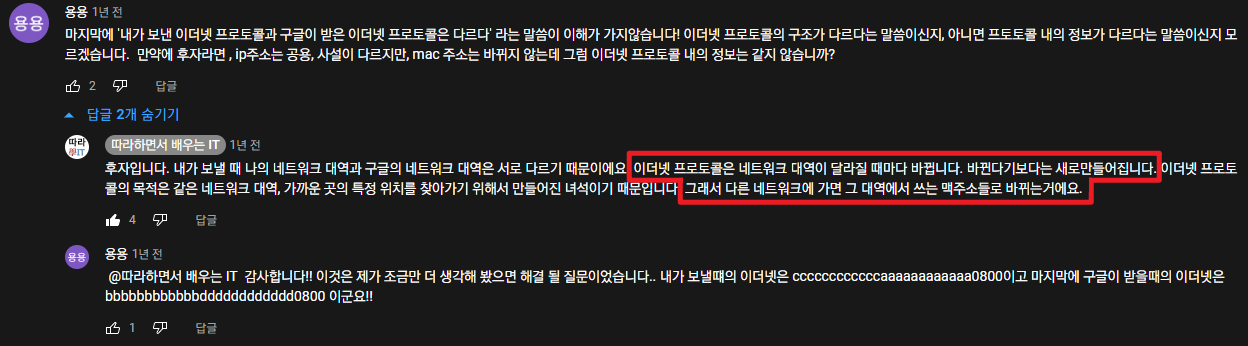 용용
용용 1년 전
마지막에 '내가 보낸 이더넷 프로토콜과 구글이 받은 이더넷 프로토콜은 다르다' 라는 말씀이 이해가 가지않습니다! 이더넷 프로토콜의 구조가 다르다는 말씀이신지, 아니면 프토토콜 내의 정보가 다르다는 말씀이신지 모
르겠습니다. 만약에 후자라면 , ip주소는 공용, 사설이 다르지만, mac 주소는 바뀌지 않는데 그럼 이더넷 프로토콜 내의 정보는 같지 않습니까?
2 답글
답글 2개 숨기기
따라
學IT
따라하면서 배우는 IT 1년 전
후자입니다. 내가 보낼 때 나의 네트워크 대역과 구글의 네트워크 대역은 서로 다르기 때문이에요. 이더넷 프로토콜은 네트워크 대역이 달라질 때마다 바뀝니다. 바뀐다기보다는 새로만들어집니다. 이더넷 프로토
콜의 목적은 같은 네트워크 대역, 가까운 곳의 특정 위치를 찾아가기 위해서 만들어진 녀석이기 때문입니다. 그래서 다른 네트워크에 가면 그 대역에서 쓰는 맥주소들로 바뀌는거에요.
4 답글
용용
용용 1년 전
@따라하면서 배우는 IT 감사합니다!! 이것은 제가 조금만 더 생각해 봤으면 해결 될 질문이었습니다.. 내가 보낼떄의 이더넷은 ccccccccccccaaaaaaaaaaaa0800이고 마지막에 구글이 받을때의 이더넷은
bbbbbbbbbbbbdddddddddddd0800 이군요!!
1 답글